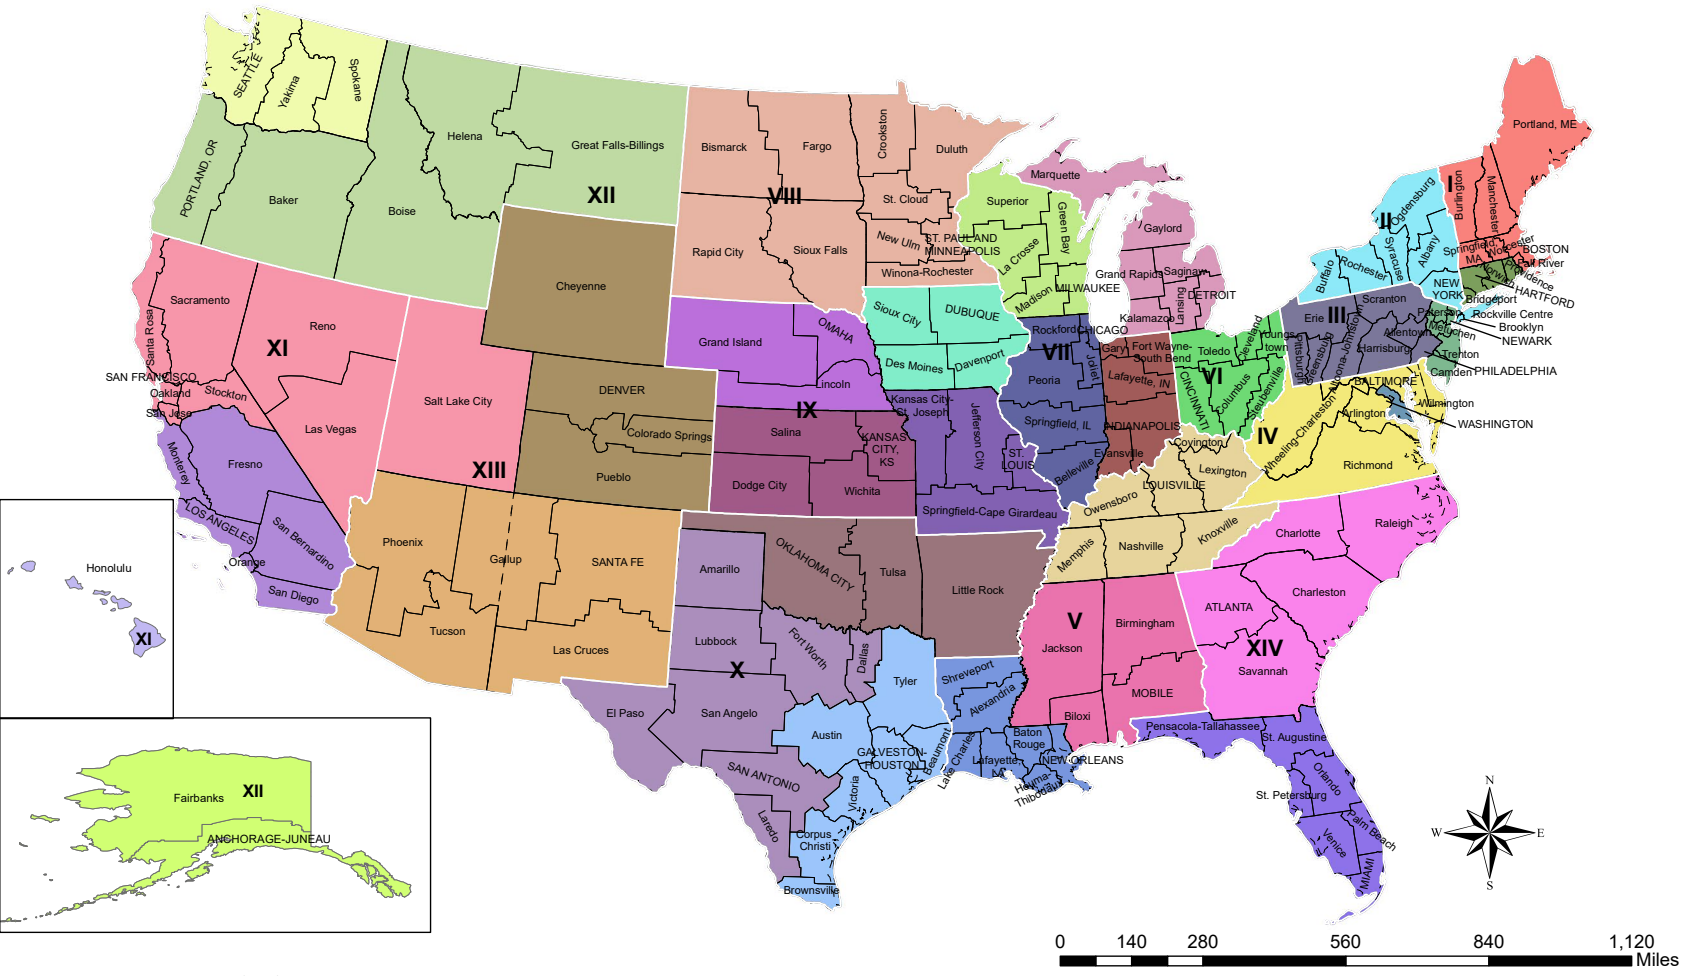 SEATTLE
Yakima
Spokane
PORTLAND, OR
Baker
Boise
Helena
Great Falls-Billings
XII
Cheyenne
Bismarck
Fargo
Crookston
Duluth
VIII
St. Cloud
Rapid City
Sioux Falls
New Ulm
ST. PAUL AND
MINNEAPOLIS
Winona-Rochester
Superior
Green Bay
La Crosse
Madison
MILWAUKEE
Marquette
Gaylord
Grand Rapids
Saginaw
Lansing
DETROIT
Kalamazoo
Portland, ME
I
Burlington
Manchester
Springfield,
MA
Worcester
BOSTON
Fall River
Providence
Norwich
HARTFORD
Bridgeport
II
Ogdensburg
Syracuse
Albany
Rochester
Buffalo
NEW
YORK
Rockville Centre
Brooklyn
NEWARK
Paterson
Metuchen
Trenton
Camden
PHILADELPHIA
III
Erie
Scranton
Allentown
Harrisburg
Altoona-Johnstown
Greensburg
Pittsburgh
BALTIMORE
Wilmington
WASHINGTON
Arlington
IV
Wheeling-Charleston
Richmond
Sacramento
Santa Rosa
SAN FRANCISCO
Oakland
San Jose
Stockton
Reno
XI
Las Vegas
Salt Lake City
XIII
Monterey
Fresno
LOS ANGELES
San Bernardino
Orange
San Diego
DENVER
Colorado Springs
Pueblo
Grand Island
OMAHA
Lincoln
IX
Salina
KANSAS
CITY,
KS
Dodge City
Wichita
Sioux City
DUBUQUE
Des Moines
Davenport
Kansas City-
St. Joseph
Jefferson City
ST.
LOUIS
Springfield-Cape Girardeau
Rockford
CHICAGO
VII
Joliet
Peoria
Springfield, IL
Belleville
Gary
Fort Wayne-
South Bend
Lafayette, IN
INDIANAPOLIS
Evansville
Toledo
Cleveland
Youngs-
town
VI
CINCINNATI
Columbus
Steubenville
Covington
Lexington
LOUISVILLE
Owensboro
Memphis
Nashville
Knoxville
Charlotte
Raleigh
Charleston
ATLANTA
XIV
Savannah
Phoenix
Gallup
SANTA FE
Tucson
Las Cruces
Amarillo
OKLAHOMA CITY
Tulsa
Little Rock
Lubbock
Fort Worth
Dallas
Tyler
X
El Paso
San Angelo
Austin
GALVESTON-
HOUSTON
Beaumont
SAN ANTONIO
Victoria
Laredo
Corpus
Christi
Brownsville
Shreveport
Alexandria
Lake Charles
Lafayette,
LA
Baton
Rouge
NEW ORLEANS
Houma-
Thibodaux
V
Jackson
Birmingham
MOBILE
Biloxi
Pensacola-Tallahassee
St. Augustine
Orlando
St. Petersburg
Palm Beach
Venice
MIAMI
Honolulu
XI
Fairbanks
XII
ANCHORAGE-JUNEAU
N
W
E
S
0 140 280 560 840 1,120
Miles